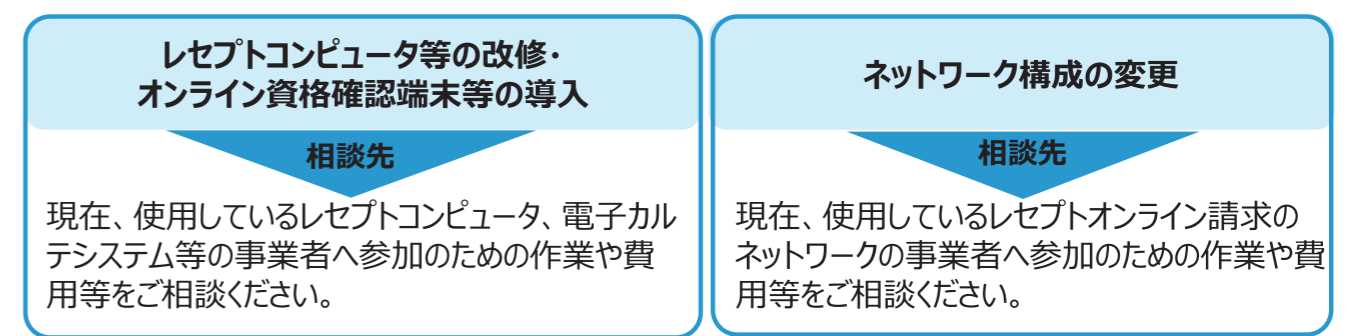 レセプトコンピュータ等の改修・
オンライン資格確認端末等の導入
相談先
現在、使用しているレセプトコンピュータ、電子カル
テシステム等の事業者へ参加のための作業や費
用等をご相談ください。
ネットワーク構成の変更
相談先
現在、使用しているレセプトオンライン請求の
ネットワークの事業者へ参加のための作業や費
用等をご相談ください。